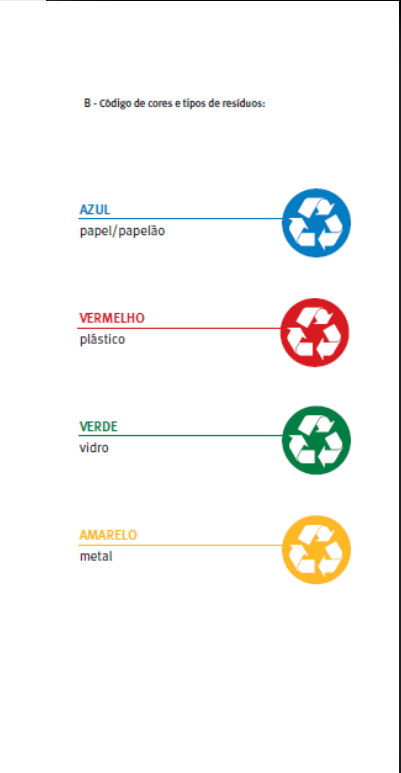 B - Código de cores e tipos de resíduos:
AZUL
papel/papelão
VERMELHO
plástico
VERDE
vidro
AMARELO
metal